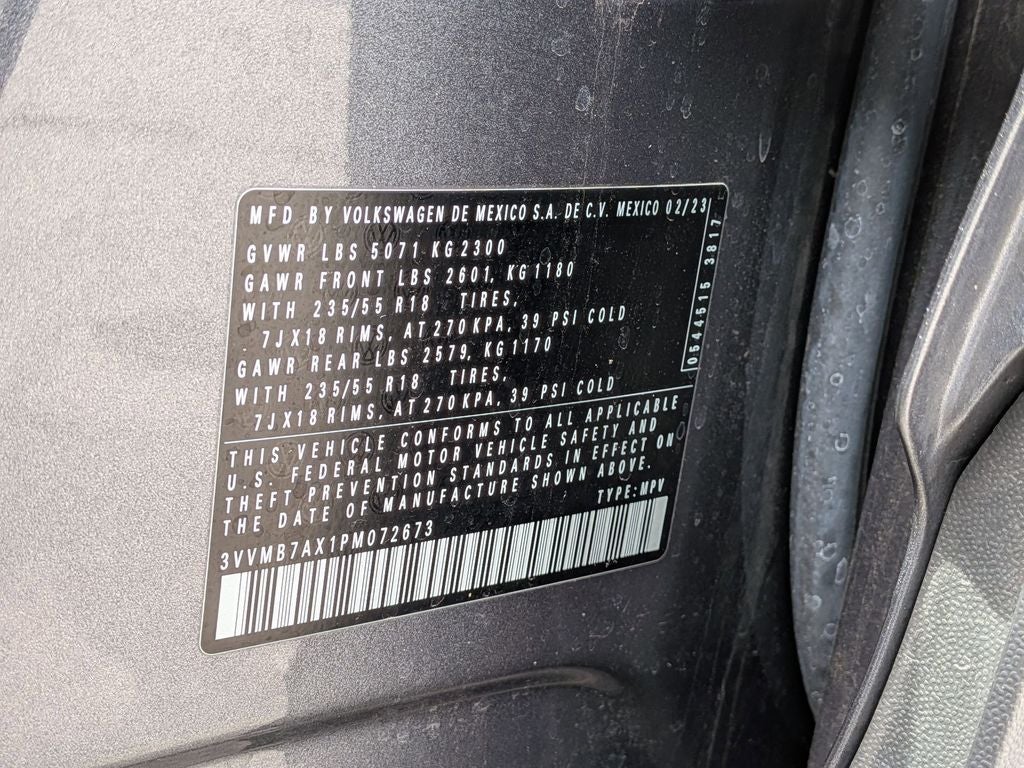 MFD BY VOLKSWAGEN DE MEXICO S.A. DE C.V. MEXICO 02/23
GVWR LBS 5071 KG 2300
GAWR FRONT LBS 2601, KG 1180
WITH 235/55 R18 TIRES,
7JX18 RIMS, AT 270 KPA, 39 PSI COLD
GAWR REAR LBS 2579, KG 1170
WITH 235/55 R18 TIRES,
7JX18 RIMS, AT 270 KPA, 39 PSI COLD
0544515 3817
THIS VEHICLE CONFORMS TO ALL APPLICABLE
U.S. FEDERAL MOTOR VEHICLE SAFETY AND
THEFT PREVENTION STANDARDS IN EFFECT ON
THE DATE OF MANUFACTURE SHOWN ABOVE.
3VVMB7AX1PM072673 TYPE: MPV